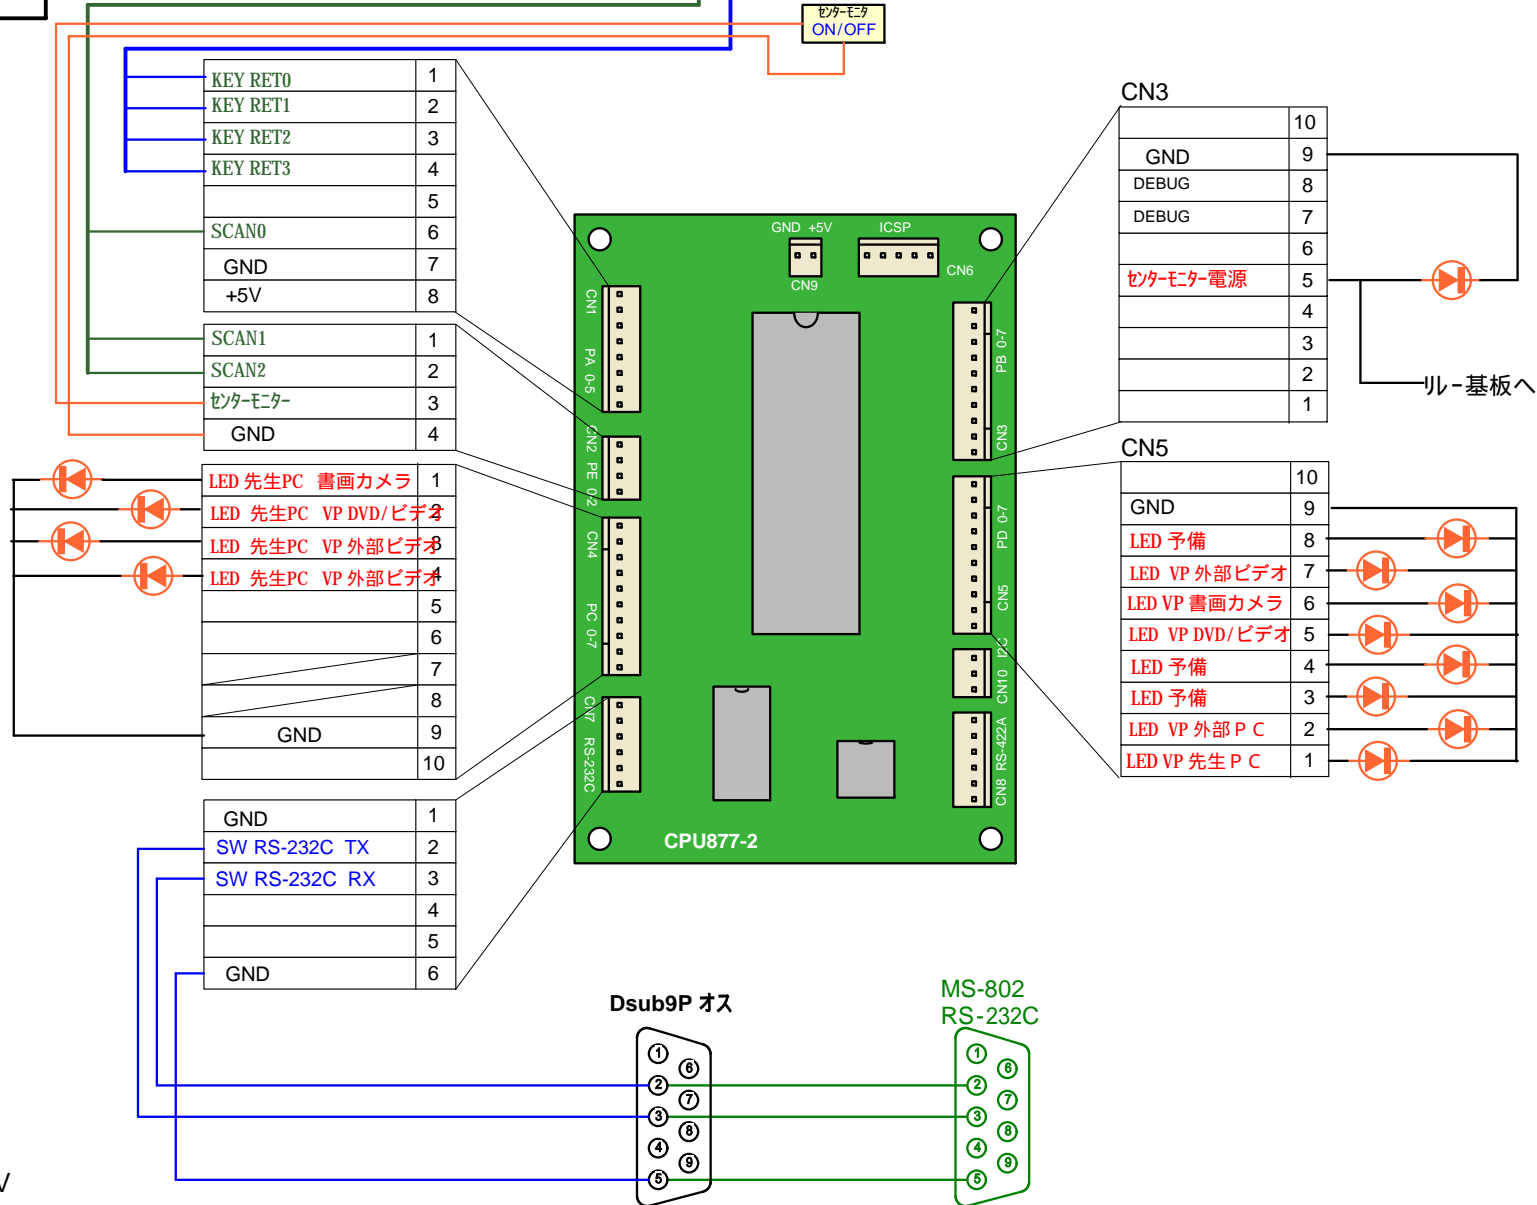 センターモニタ
ON/OFF
KEY RET0 1
KEY RET1 2
KEY RET2 3
KEY RET3 4
5
SCAN0 6
GND 7
+5V 8
SCAN1 1
SCAN2 2
センターモニター 3
GND 4
LED 先生PC 書画カメラ 1
LED 先生PC VP DVD/ビデオ 2
LED 先生PC VP 外部ビデオ 3
LED 先生PC VP 外部ビデオ 4
5
6
7
8
GND 9
10
GND 1
SW RS-232C TX 2
SW RS-232C RX 3
4
5
GND 6
GND +5V
CN9
ICSP
CN6
CN1 PA 0-5
CN2 PE 0-2
CN4 PC 0-7
CN7 RS-232C
CN3 PB 0-7
CN5 PD 0-7
CN10 I2C
CN8 RS-422A
CPU877-2
CN3
10
GND 9
DEBUG 8
DEBUG 7
6
センターモニター電源 5
4
3
2
1
リレー基板へ
CN5
10
GND 9
LED 予備 8
LED VP 外部ビデオ 7
LED VP 書画カメラ 6
LED VP DVD/ビデオ 5
LED 予備 4
LED 予備 3
LED VP 外部PC 2
LED VP 先生PC 1
Dsub9P オス
1
6
2
7
3
8
4
9
5
MS-802
RS-232C
1
6
2
7
3
8
4
9
5
V